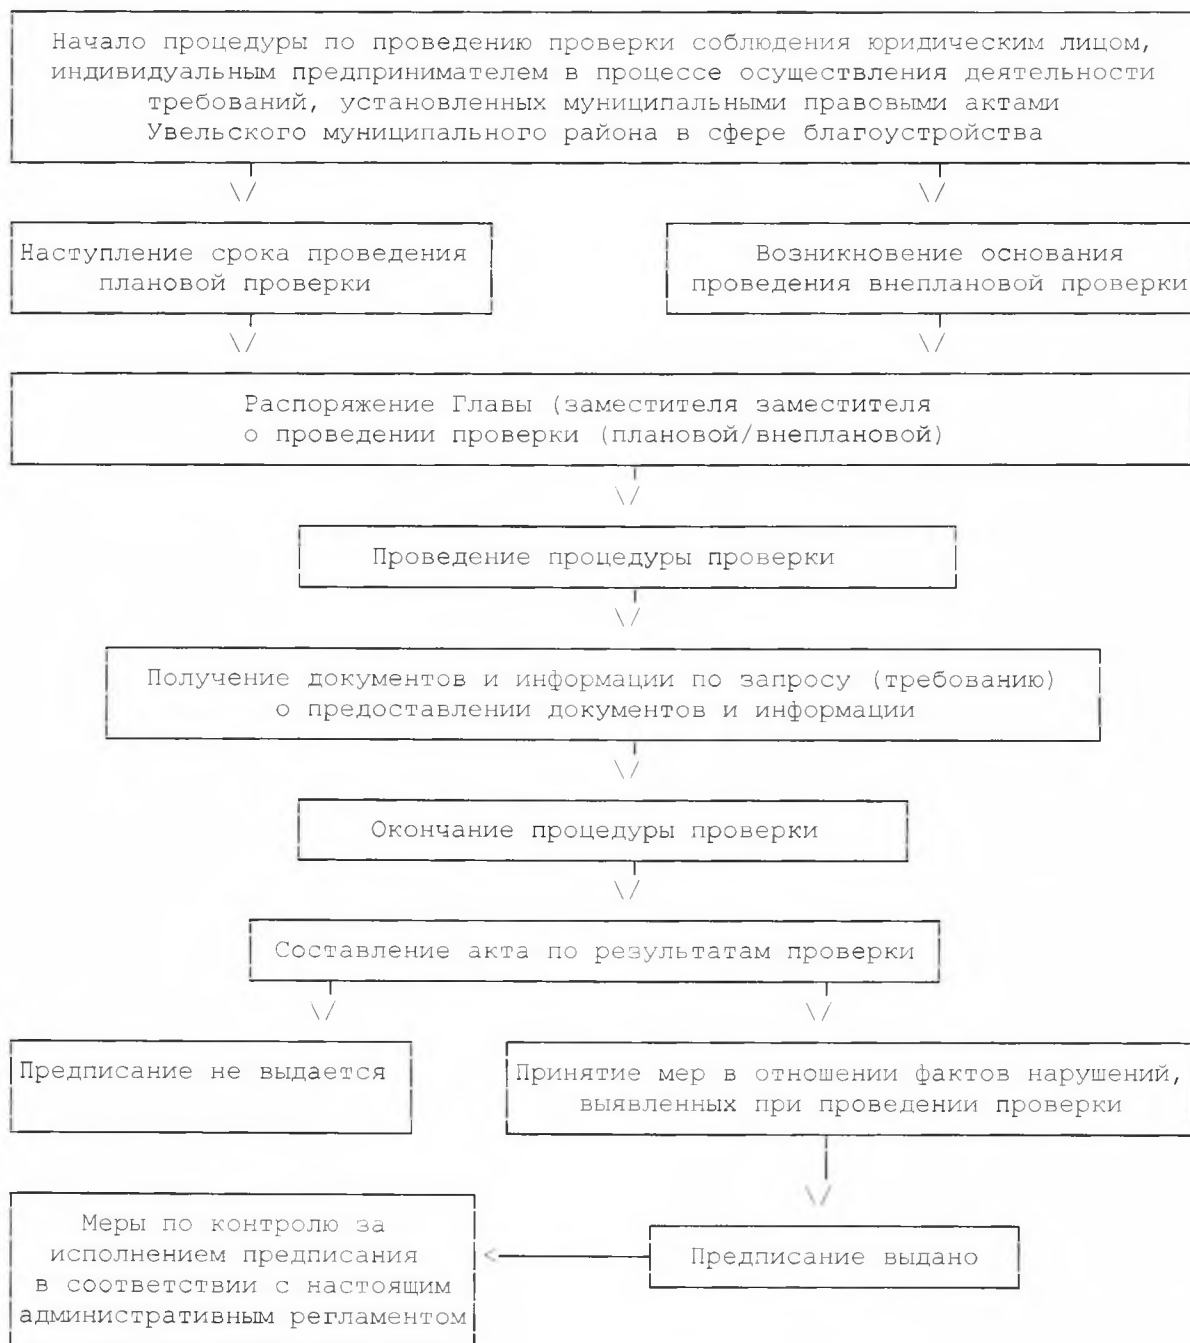 Начало процедуры по проведению проверки соблюдения юридическим лицом,
индивидуальным предпринимателем в процессе осуществления деятельности
требований, установленных муниципальными правовыми актами
Увельского муниципального района в сфере благоустройства
Наступление срока проведения
плановой проверки
Возникновение основания
проведения внеплановой проверки
Распоряжение Главы (заместителя заместителя
о проведении проверки (плановой/внеплановой)
Проведение процедуры проверки
Получение документов и информации по запросу (требованию)
о предоставлении документов и информации
Окончание процедуры проверки
Составление акта по результатам проверки
Предписание не выдается
Принятие мер в отношении фактов нарушений,
выявленных при проведении проверки
Меры по контролю за
исполнением предписания
в соответствии с настоящим
административным регламентом
Предписание выдано